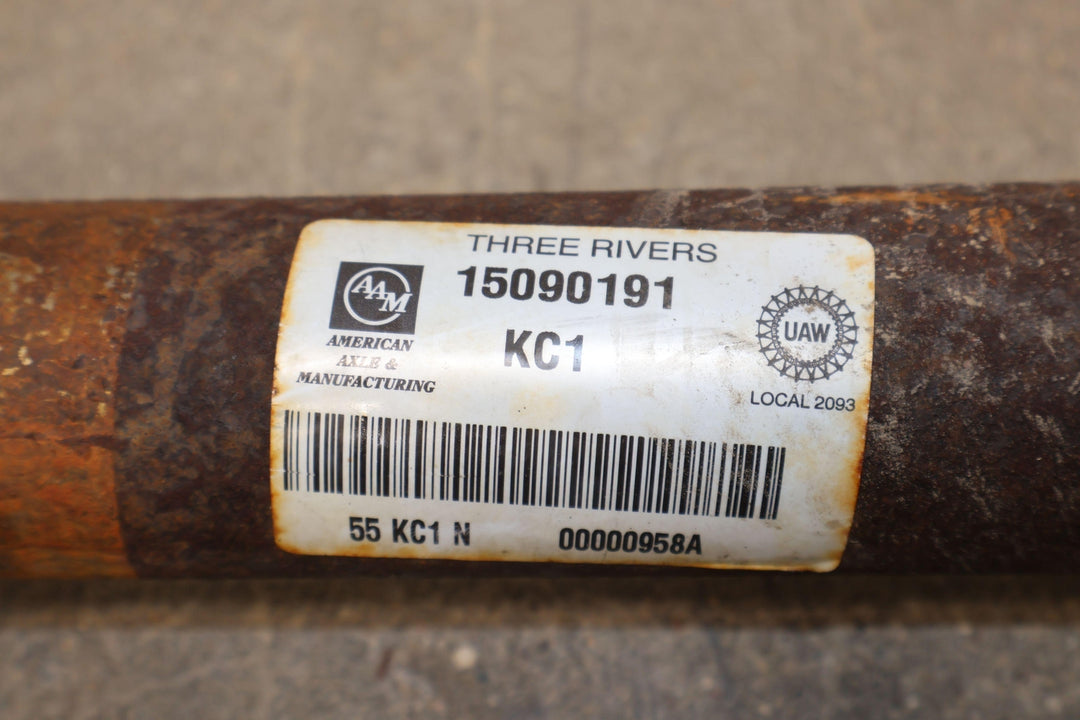 THREE RIVERS
15090191
KC1
AAM
AMERICAN
AXLE &
MANUFACTURING
UAW
LOCAL 2093
55 KC1 N 00000958A